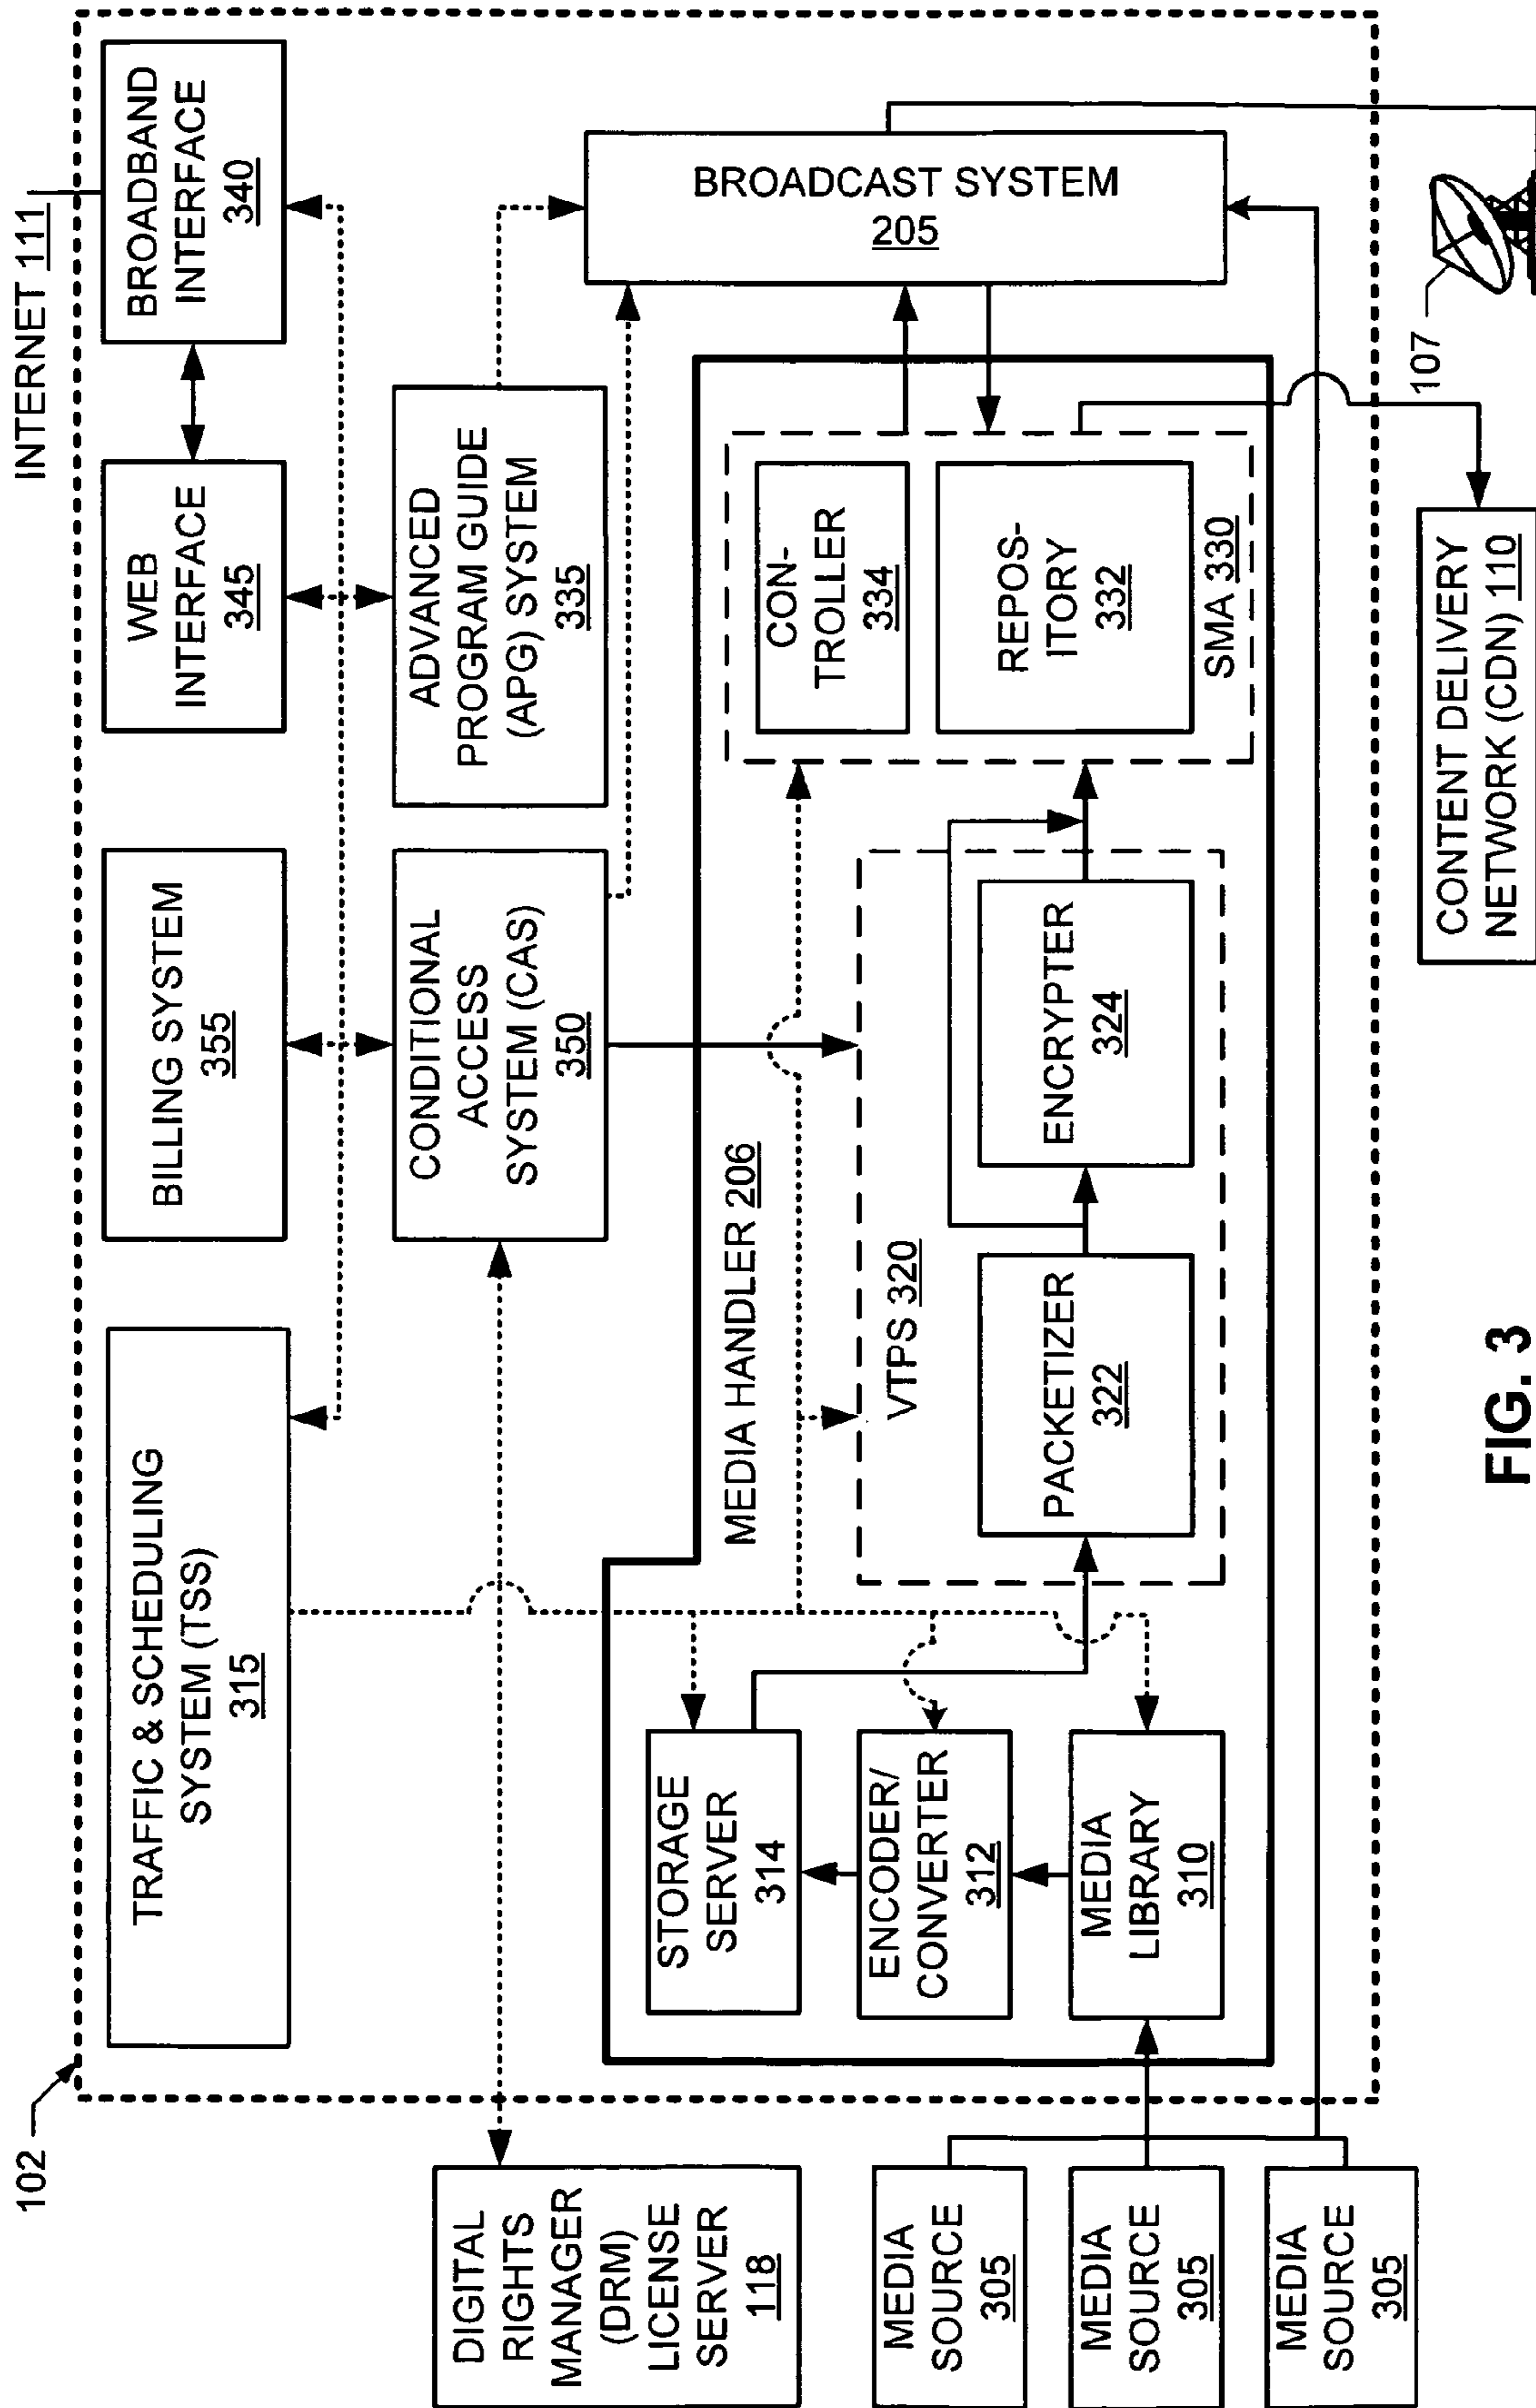 102
INTERNET 111
TRAFFIC & SCHEDULING
SYSTEM (TSS)
315
BILLING SYSTEM
355
WEB
INTERFACE
345
BROADBAND
INTERFACE
340
DIGITAL
RIGHTS
MANAGER
(DRM)
LICENSE
SERVER
118
CONDITIONAL
ACCESS
SYSTEM (CAS)
350
ADVANCED
PROGRAM GUIDE
(APG) SYSTEM
335
BROADCAST SYSTEM
205
MEDIA HANDLER 206
STORAGE
SERVER
314
ENCODER/
CONVERTER
312
MEDIA
LIBRARY
310
VTPS 320
PACKETIZER
322
ENCRYPTER
324
CON-
TROLLER
334
REPOS-
ITORY
332
SMA 330
MEDIA
SOURCE
305
MEDIA
SOURCE
305
MEDIA
SOURCE
305
CONTENT DELIVERY
NETWORK (CDN) 110
107
FIG. 3